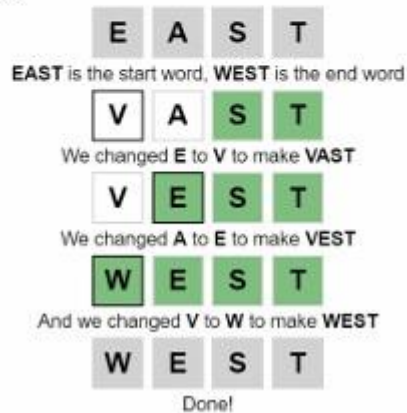 E A S T
EAST is the start word, WEST is the end word
V A S T
We changed E to V to make VAST
V E S T
We changed A to E to make VEST
W E S T
And we changed V to W to make WEST
W E S T
Done!